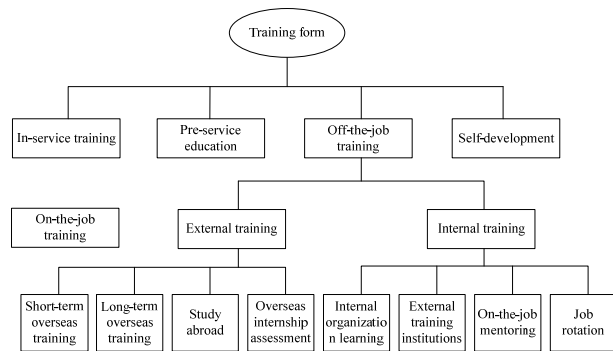 Training form
In-service training
Pre-service
education
Off-the-job
training
Self-development
On-the-job
training
External training
Internal training
Short-term
overseas
training
Long-term
overseas
training
Study
abroad
Overseas
internship
assessment
Internal
organizatio
n learning
External
training
institutions
On-the-job
mentoring
Job
rotation